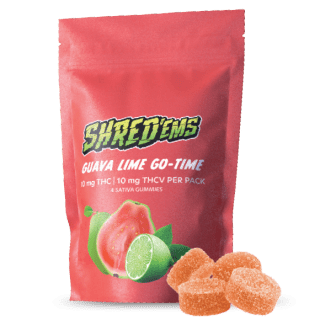 SHRED'EMS
GUAVA LIME GO-TIME
10 mg THC | 10 mg THCV PER PACK
4 SATIVA GUMMIES